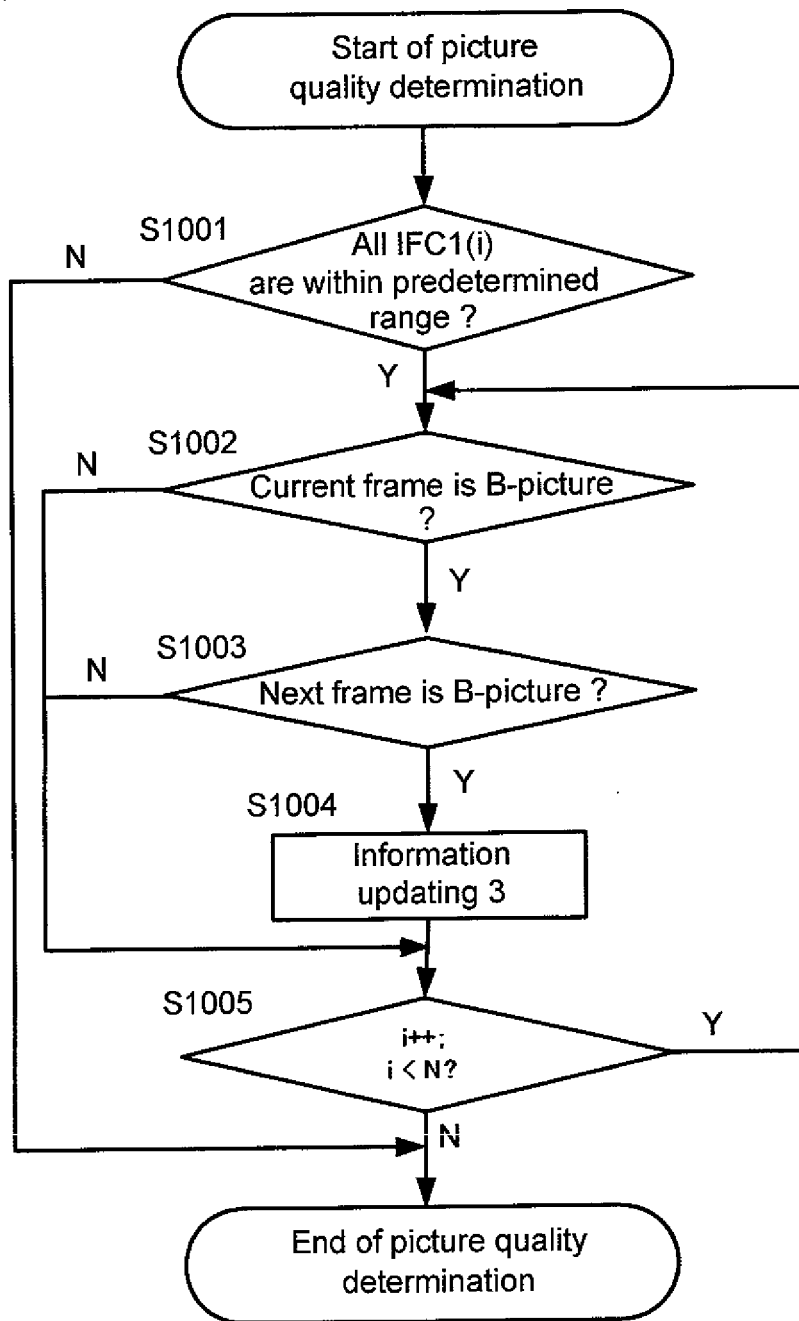 Start of picture
quality determination
S1001
N
All IFC1(i)
are within predetermined
range ?
Y
S1002
N
Current frame is B-picture
?
Y
S1003
N
Next frame is B-picture ?
Y
S1004
Information
updating 3
S1005
i++;
i < N?
Y
N
End of picture quality
determination